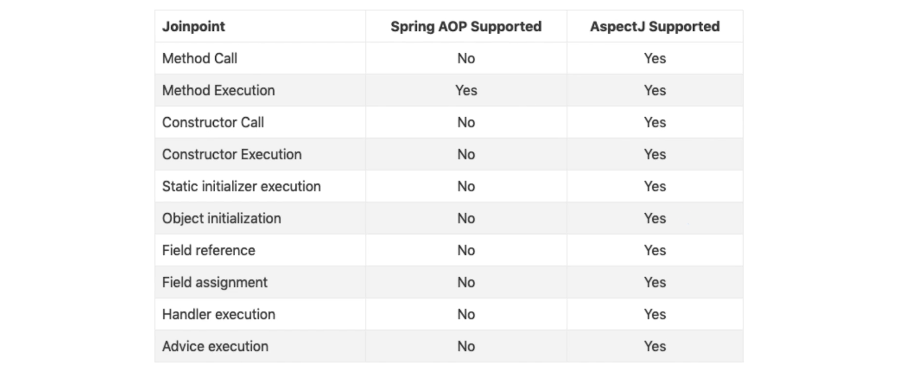 Joinpoint Spring AOP Supported AspectJ Supported
Method Call No Yes
Method Execution Yes Yes
Constructor Call No Yes
Constructor Execution No Yes
Static initializer execution No Yes
Object initialization No Yes
Field reference No Yes
Field assignment No Yes
Handler execution No Yes
Advice execution No Yes